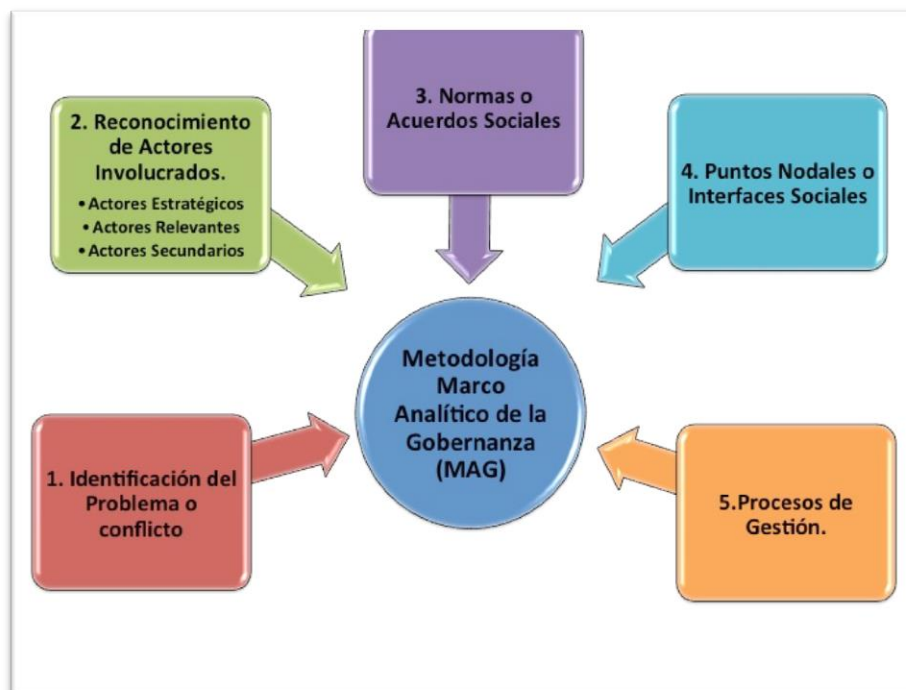 1. Identificación del
Problema o
conflicto
2. Reconocimiento
de Actores
Involucrados.
• Actores Estratégicos
• Actores Relevantes
• Actores Secundarios
3. Normas o
Acuerdos Sociales
4. Puntos Nodales o
Interfaces Sociales
5.Procesos de
Gestión.
Metodología
Marco
Analítico de la
Gobernanza
(MAG)